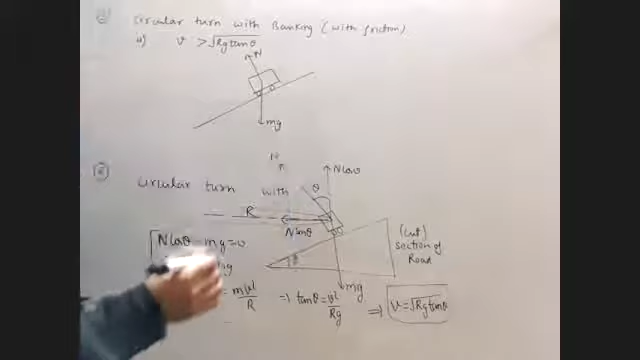 Circular turn with Banking (with friction)
a) v > √Rg tanθ
N
mg
Circular turn with
N
N cosθ
θ
R
N sinθ
N cosθ - mg = 0
mg
(cut)
section of
Road
θ
mg
mv²/R ⇒ tanθ = v²/Rg ⇒ v = √Rg tanθ